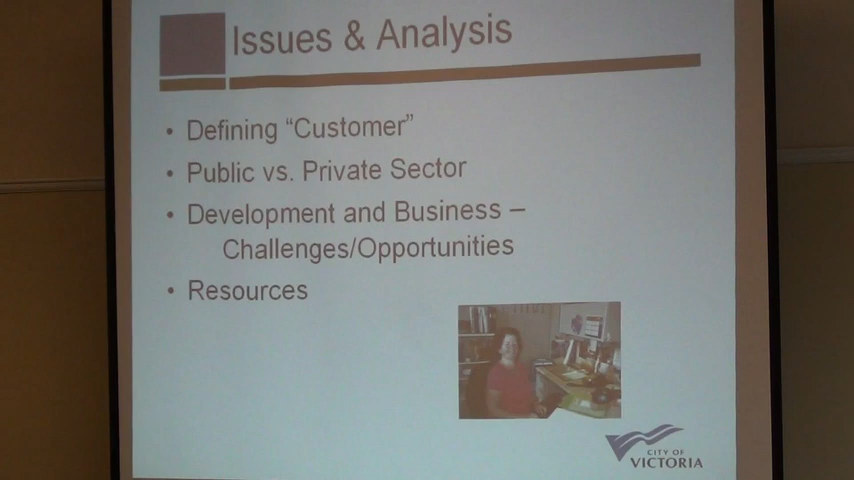 Issues & Analysis
• Defining “Customer”
• Public vs. Private Sector
• Development and Business –
Challenges/Opportunities
• Resources
CITY OF
VICTORIA